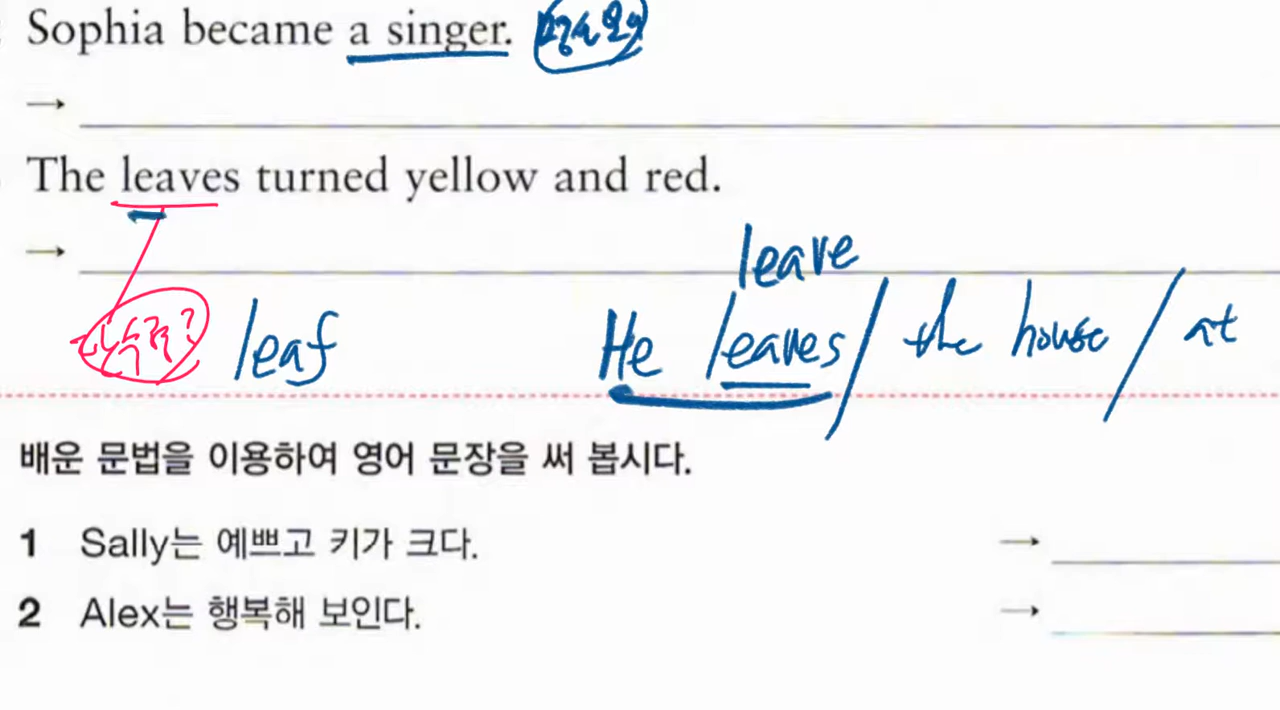 Sophia became a singer.
→
The leaves turned yellow and red.
→
leave
단수형? leaf He leaves / the house / at
배운 문법을 이용하여 영어 문장을 써 봅시다.
1 Sally는 예쁘고 키가 크다. →
2 Alex는 행복해 보인다. →